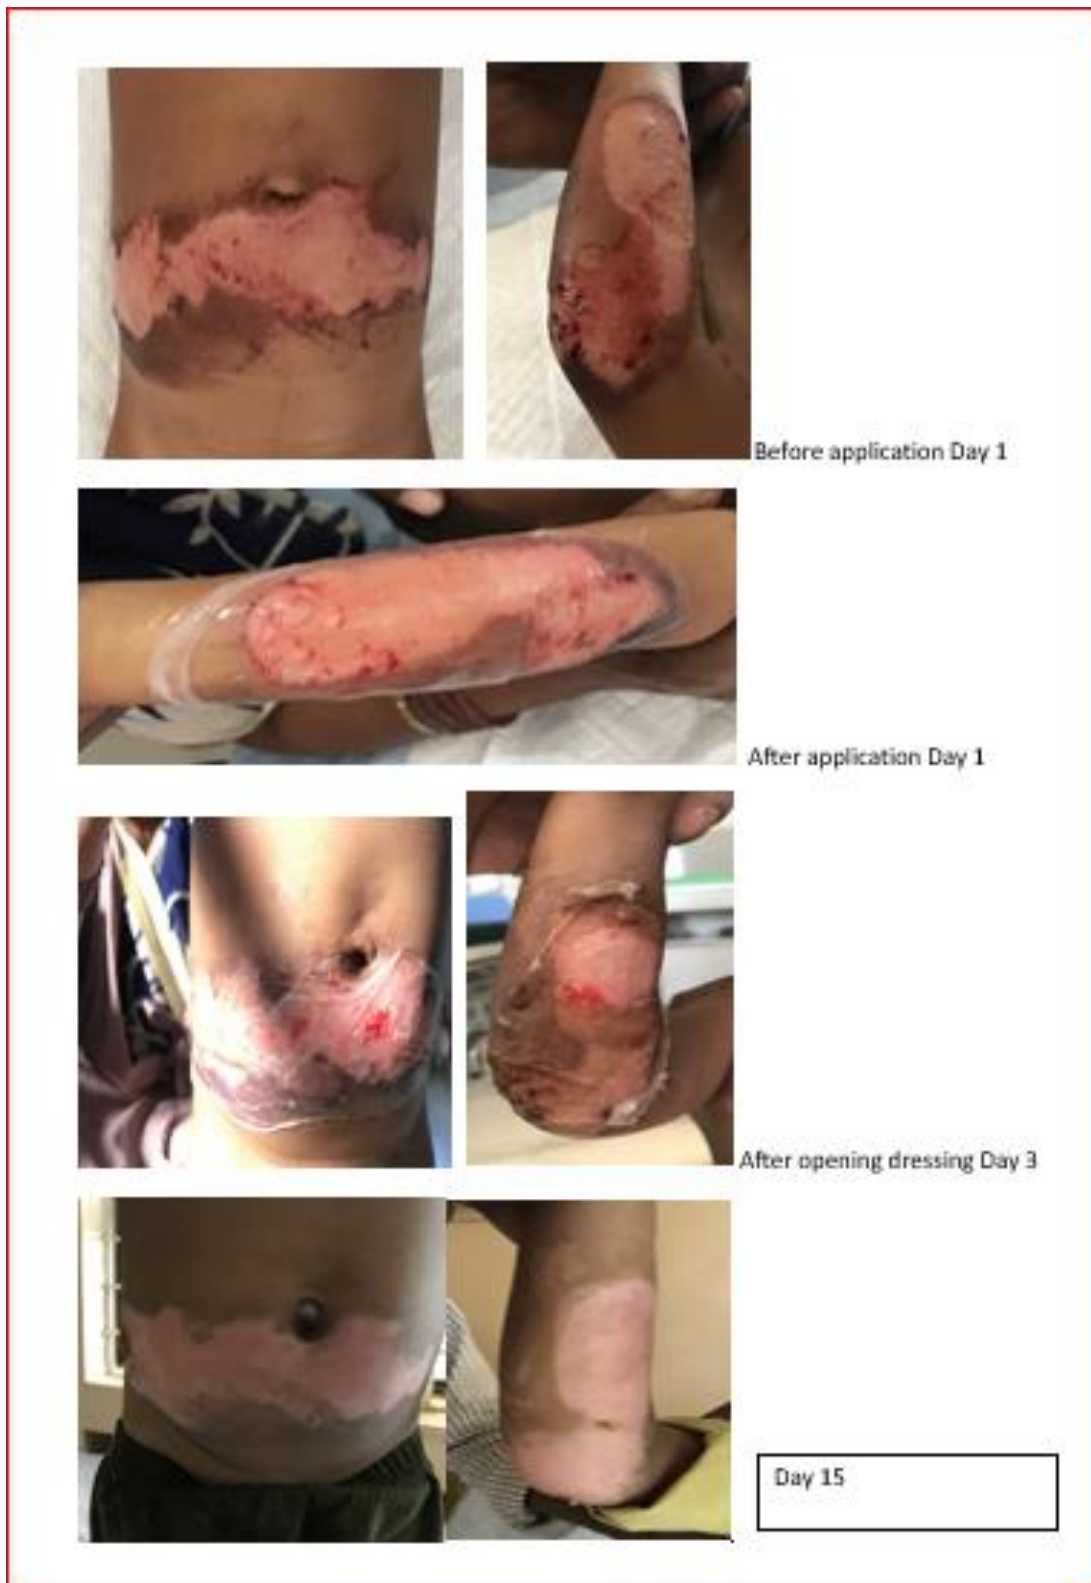 Before application Day 1
After application Day 1
After opening dressing Day 3
Day 15